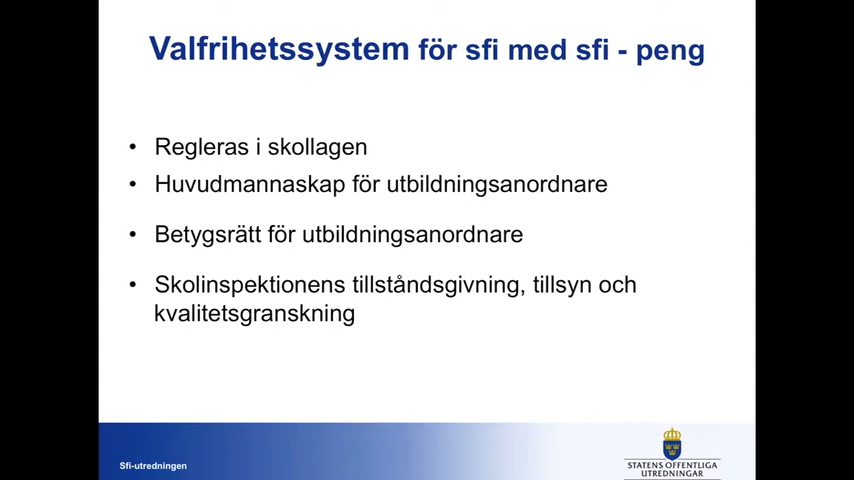 Valfrihetssystem för sfi med sfi - peng
• Regleras i skollagen
• Huvudmannaskap för utbildningsanordnare
• Betygsrätt för utbildningsanordnare
• Skolinspektionens tillståndsgivning, tillsyn och
kvalitetsgranskning
Sfi-utredningen
STATENS OFFENTLIGA
UTREDNINGAR